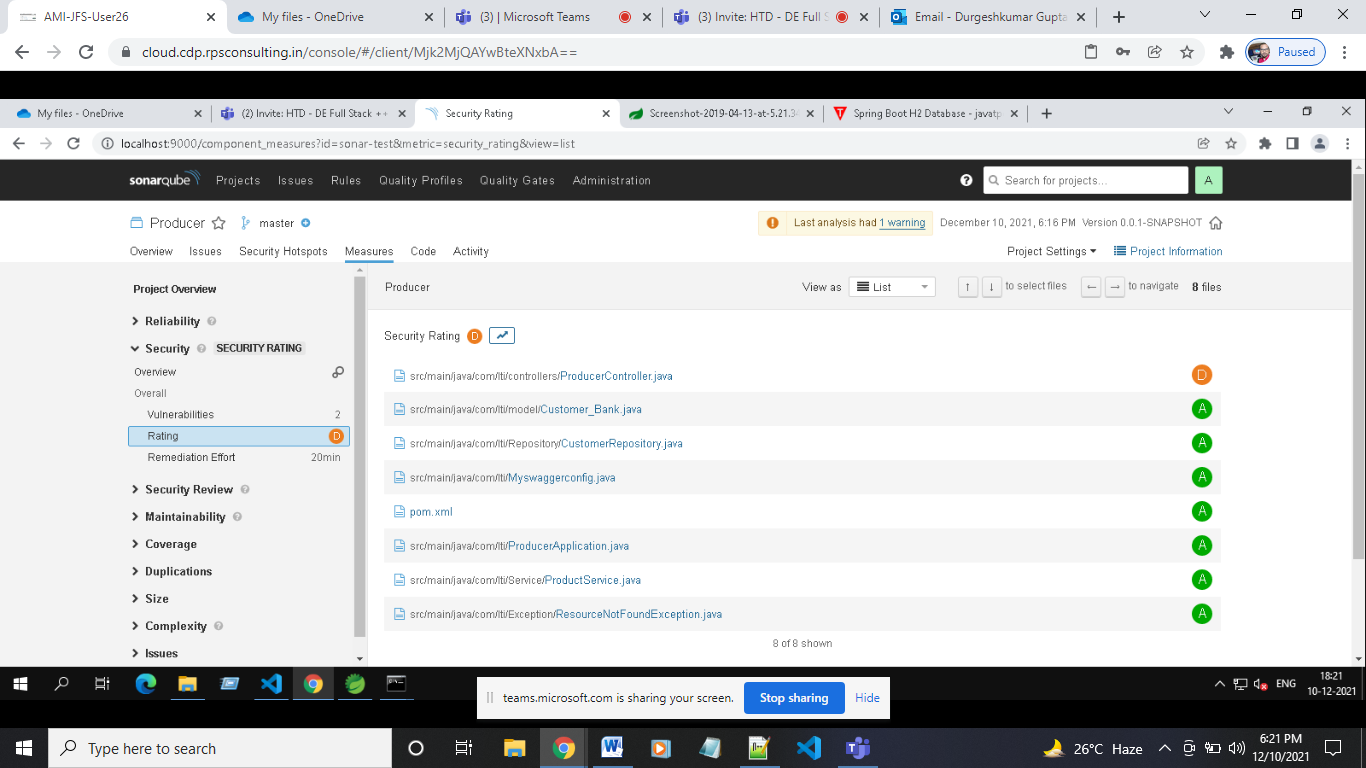 AMI-JFS-User26
My files - OneDrive
(3) | Microsoft Teams
(3) Invite: HTD - DE Full S
Email - Durgeshkumar Gupta
cloud.cdp.rpsconsulting.in/console/#/client/Mjk2MjQAYwBteXNxbA==
Paused
My files - OneDrive
(2) Invite: HTD - DE Full Stack ++
Security Rating
Screenshot-2019-04-13-at-5.21.3
Spring Boot H2 Database - javatp
localhost:9000/component_measures?id=sonar-test&metric=security_rating&view=list
sonarqube
Projects
Issues
Rules
Quality Profiles
Quality Gates
Administration
Search for projects...
A
Producer
master
Last analysis had 1 warning
December 10, 2021, 6:16 PM
Version 0.0.1-SNAPSHOT
Overview
Issues
Security Hotspots
Measures
Code
Activity
Project Settings
Project Information
Project Overview
Reliability
Security
SECURITY RATING
Overview
Overall
Vulnerabilities 2
Rating D
Remediation Effort 20min
Security Review
Maintainability
Coverage
Duplications
Size
Complexity
Issues
Producer
View as
List
to select files
to navigate
8 files
Security Rating D
src/main/java/com/lti/controllers/ProducerController.java D
src/main/java/com/lti/model/Customer_Bank.java A
src/main/java/com/lti/Repository/CustomerRepository.java A
src/main/java/com/lti/Myswaggerconfig.java A
pom.xml A
src/main/java/com/lti/ProducerApplication.java A
src/main/java/com/lti/Service/ProductService.java A
src/main/java/com/lti/Exception/ResourceNotFoundException.java A
8 of 8 shown
ENG
18:21
10-12-2021
teams.microsoft.com is sharing your screen.
Stop sharing
Hide
Type here to search
26°C Haze
6:21 PM
12/10/2021